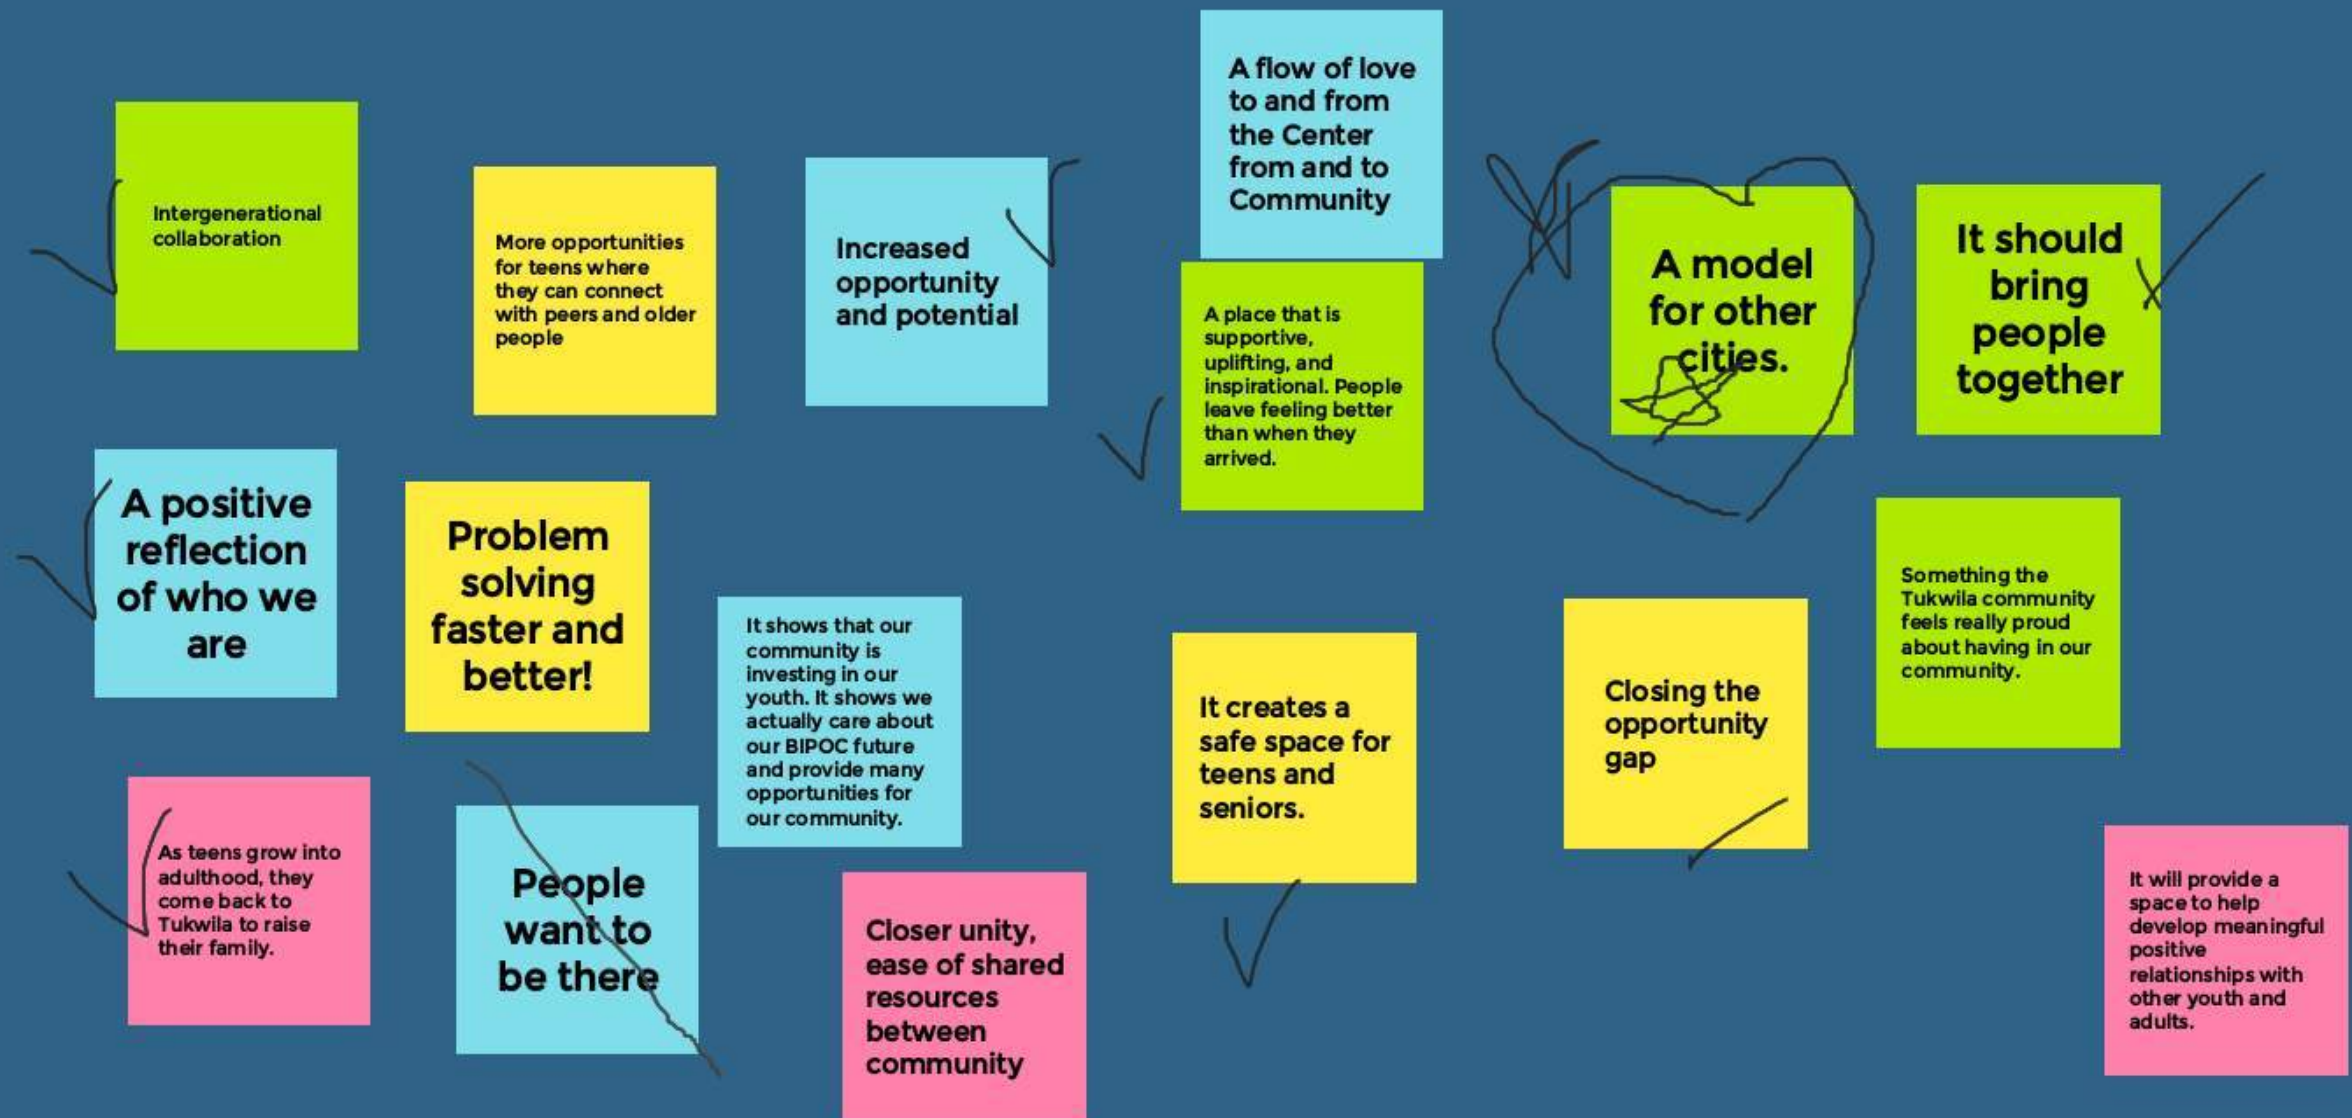 Intergenerational
collaboration
More opportunities
for teens where
they can connect
with peers and older
people
Increased
opportunity
and potential
A flow of love
to and from
the Center
from and to
Community
A place that is
supportive,
uplifting, and
inspirational. People
leave feeling better
than when they
arrived.
A model
for other
cities.
It should
bring
people
together
A positive
reflection
of who we
are
Problem
solving
faster and
better!
It shows that our
community is
investing in our
youth. It shows we
actually care about
our BIPOC future
and provide many
opportunities for
our community.
It creates a
safe space for
teens and
seniors.
Closing the
opportunity
gap
Something the
Tukwila community
feels really proud
about having in our
community.
As teens grow into
adulthood, they
come back to
Tukwila to raise
their family.
People
want to
be there
Closer unity,
ease of shared
resources
between
community
It will provide a
space to help
develop meaningful
positive
relationships with
other youth and
adults.